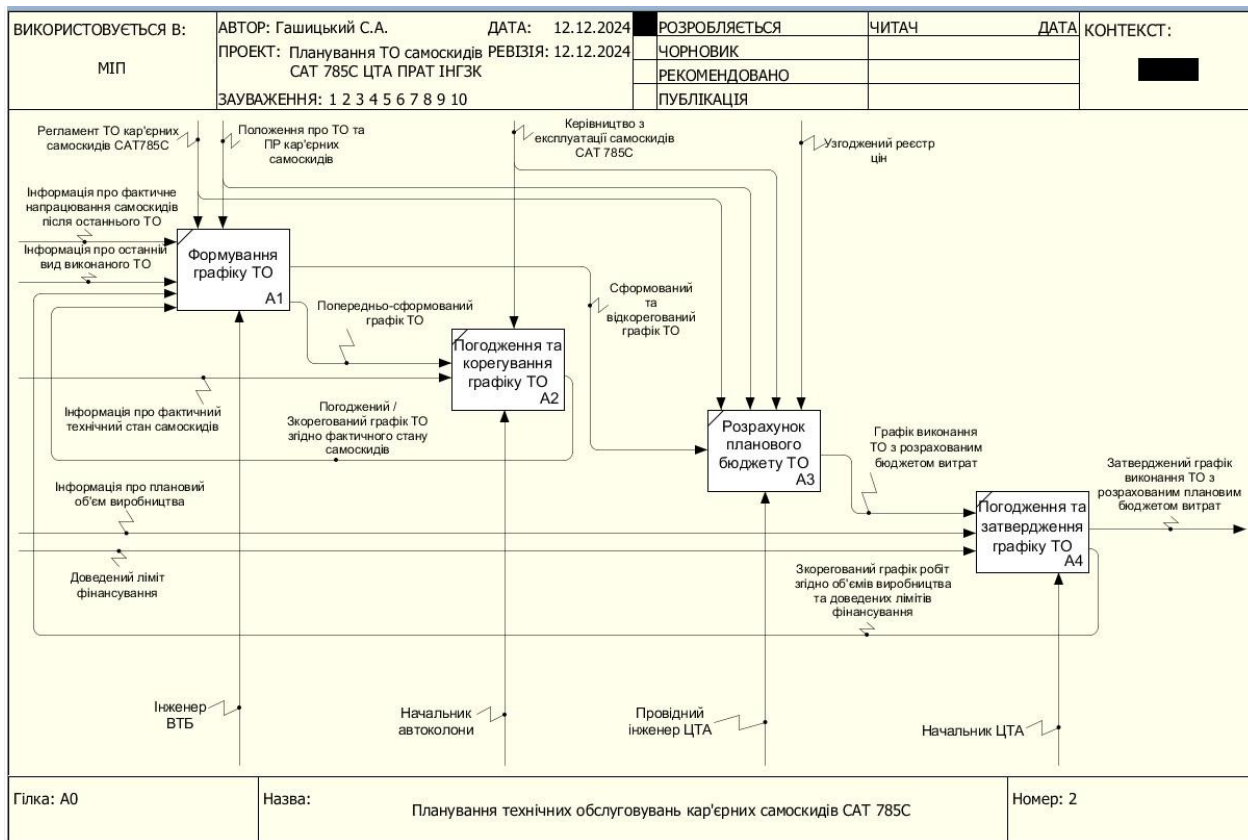 ВИКОРИСТОВУЄТЬСЯ В:
МІП
АВТОР: Гашицький С.А.
ДАТА: 12.12.2024
ПРОЕКТ: Планування ТО самоскидів
САТ 785С ЦТА ПРАТ ІНГЗК
РЕВІЗІЯ: 12.12.2024
ЗАУВАЖЕННЯ: 1 2 3 4 5 6 7 8 9 10
РОЗРОБЛЯЄТЬСЯ
ЧОРНОВИК
РЕКОМЕНДОВАНО
ПУБЛІКАЦІЯ
ЧИТАЧ
ДАТА
КОНТЕКСТ:
Регламент ТО кар'єрних
самоскидів САТ785С
Положення про ТО та
ПР кар'єрних
самоскидів
Керівництво з
експлуатації самоскидів
САТ 785С
Узгоджений реєстр
цін
Інформація про фактичне
напрацювання самоскидів
після останнього ТО
Інформація про останній
вид виконаного ТО
Формування
графіку ТО
А1
Попередньо-сформований
графік ТО
Сформований
та
відкорегований
графік ТО
Погодження та
корегування
графіку ТО
А2
Інформація про фактичний
технічний стан самоскидів
Погоджений /
Зкорегований графік ТО
згідно фактичного стану
самоскидів
Розрахунок
планового
бюджету ТО
А3
Графік виконання
ТО з розрахованим
бюджетом витрат
Затверджений графік
виконання ТО з
розрахованим плановим
бюджетом витрат
Інформація про плановий
об'єм виробництва
Погодження та
затвердження
графіку ТО
А4
Доведений ліміт
фінансування
Зкорегований графік робіт
згідно об'ємів виробництва
та доведених лімітів
фінансування
Інженер
ВТБ
Начальник
автоколони
Провідний
інженер ЦТА
Начальник ЦТА
Гілка: А0
Назва:
Планування технічних обслуговувань кар'єрних самоскидів САТ 785С
Номер: 2